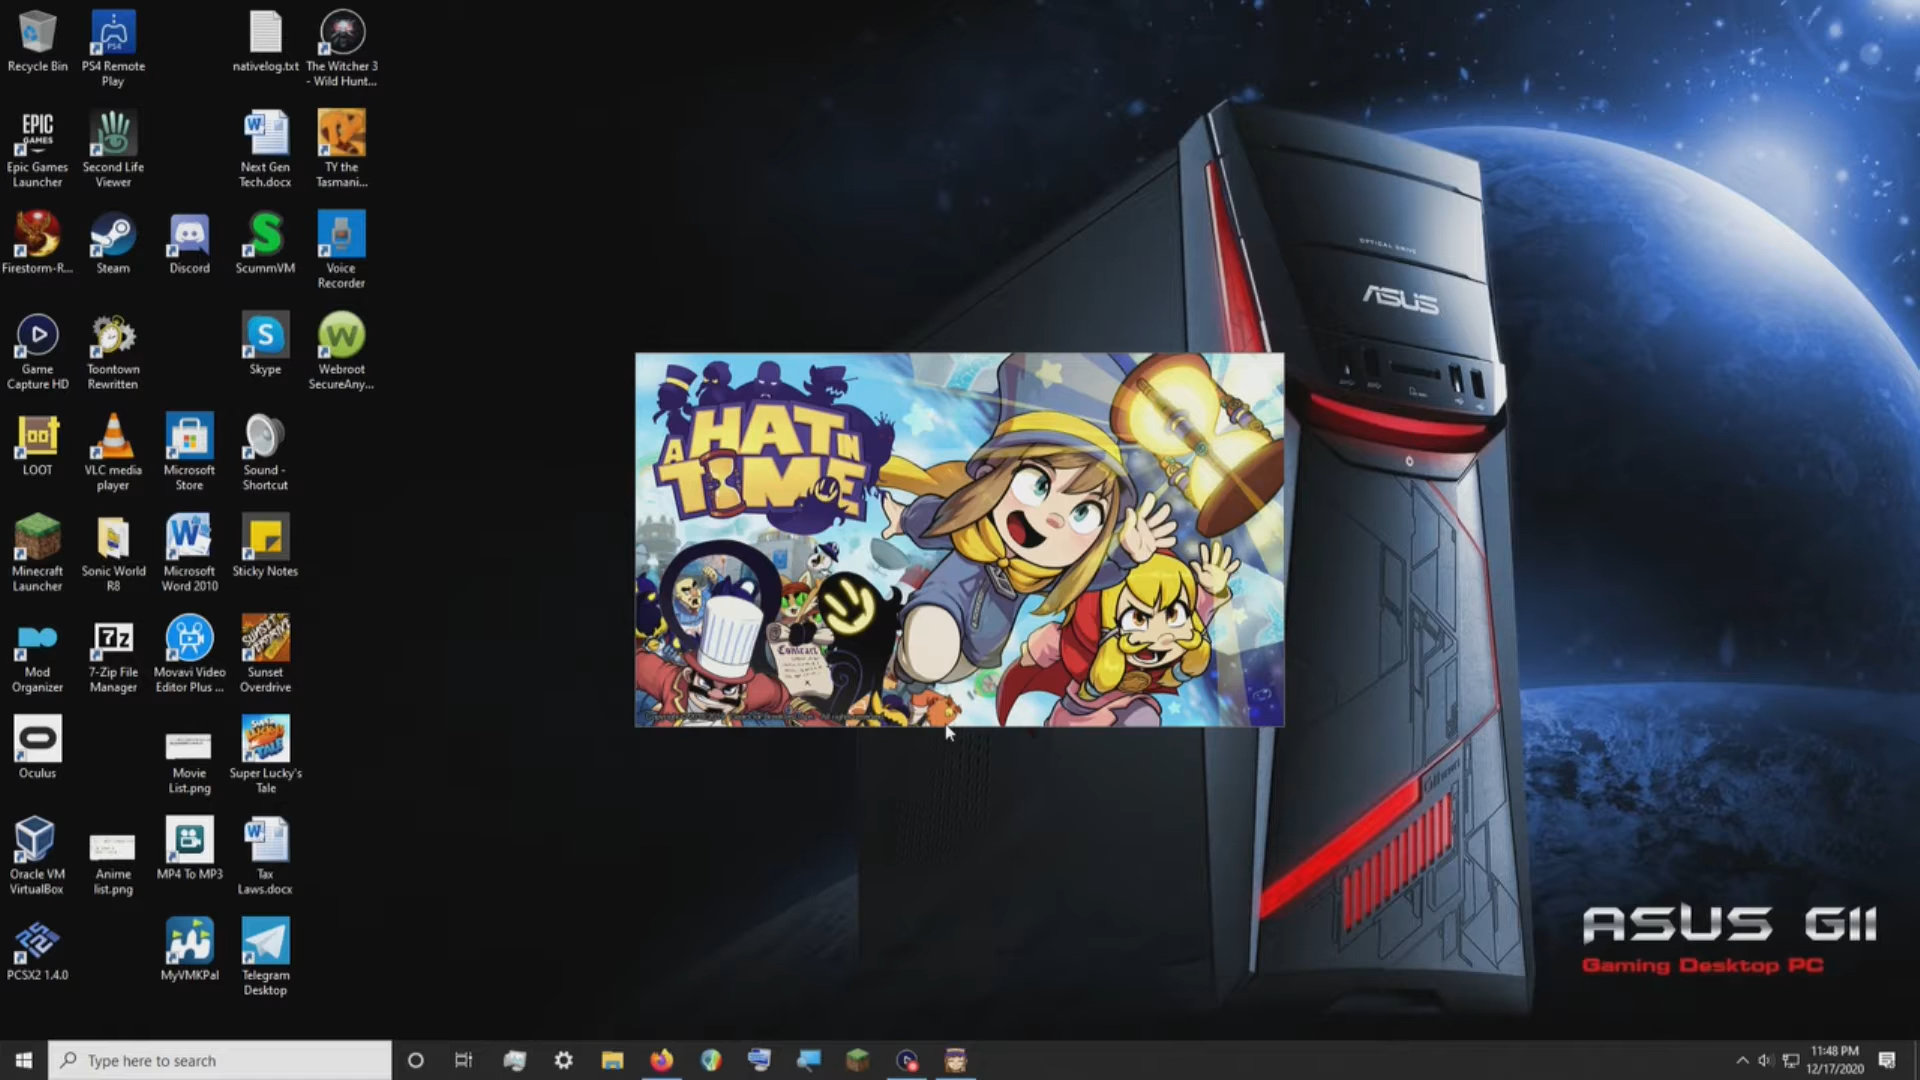 Recycle Bin
PS4 Remote
Play
nativelog.txt
The Witcher 3
- Wild Hunt...
EPIC
GAMES
Epic Games
Launcher
Second Life
Viewer
Next Gen
Tech.docx
TY the
Tasmani...
Firestorm-R...
Steam
Discord
ScummVM
Voice
Recorder
Game
Capture HD
Toontown
Rewritten
Skype
Webroot
SecureAny...
LOOT
VLC media
player
Microsoft
Store
Sound -
Shortcut
Minecraft
Launcher
Sonic World
R8
Microsoft
Word 2010
Sticky Notes
Mod
Organizer
7-Zip File
Manager
Movavi Video
Editor Plus ...
Sunset
Overdrive
Oculus
Movie
List.png
Super Lucky's
Tale
Oracle VM
VirtualBox
Anime
list.png
MP4 To MP3
Tax
Laws.docx
PCSX2 1.4.0
MyVMKPal
Telegram
Desktop
A HAT IN
TIME
Contract
OPTICAL DRIVE
ASUS
ASUS G11
Gaming Desktop PC
Type here to search
11:48 PM
12/17/2020